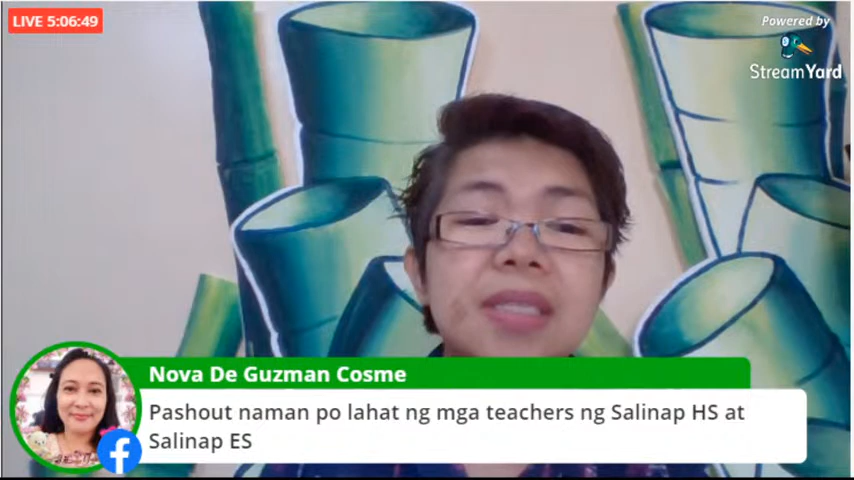 LIVE 5:06:49
Powered by
StreamYard
Nova De Guzman Cosme
Pashout naman po lahat ng mga teachers ng Salinap HS at
Salinap ES